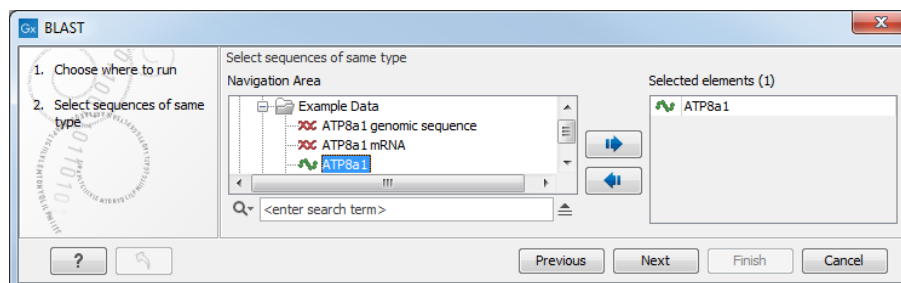 Gx BLAST
1. Choose where to run
2. Select sequences of same
type
Select sequences of same type
Navigation Area
Example Data
ATP8a1 genomic sequence
ATP8a1 mRNA
ATP8a1
<enter search term>
Selected elements (1)
ATP8a1
?
Previous
Next
Finish
Cancel